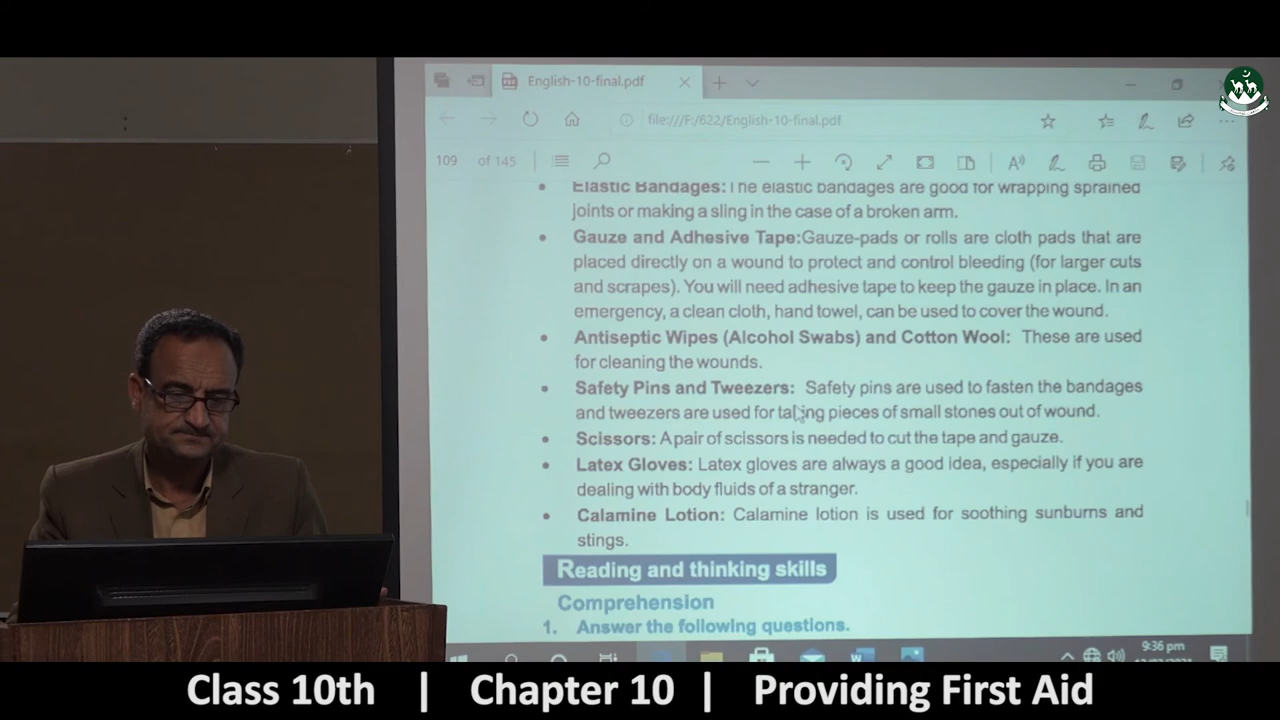 English-10-final.pdf
file:///F:/622/English-10-final.pdf
109 of 145
Elastic Bandages: The elastic bandages are good for wrapping sprained
joints or making a sling in the case of a broken arm.
Gauze and Adhesive Tape:Gauze-pads or rolls are cloth pads that are
placed directly on a wound to protect and control bleeding (for larger cuts
and scrapes). You will need adhesive tape to keep the gauze in place. In an
emergency, a clean cloth, hand towel, can be used to cover the wound.
Antiseptic Wipes (Alcohol Swabs) and Cotton Wool: These are used
for cleaning the wounds.
Safety Pins and Tweezers: Safety pins are used to fasten the bandages
and tweezers are used for taking pieces of small stones out of wound.
Scissors: A pair of scissors is needed to cut the tape and gauze.
Latex Gloves: Latex gloves are always a good idea, especially if you are
dealing with body fluids of a stranger.
Calamine Lotion: Calamine lotion is used for soothing sunburns and
stings.
Reading and thinking skills
Comprehension
1. Answer the following questions.
9:36 pm
Class 10th | Chapter 10 | Providing First Aid